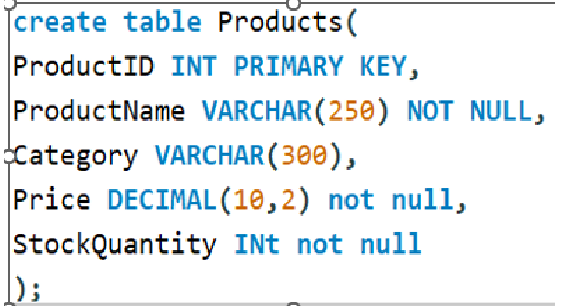 create table Products(
ProductID INT PRIMARY KEY,
ProductName VARCHAR(250) NOT NULL,
Category VARCHAR(300),
Price DECIMAL(10,2) not null,
StockQuantity INt not null
);